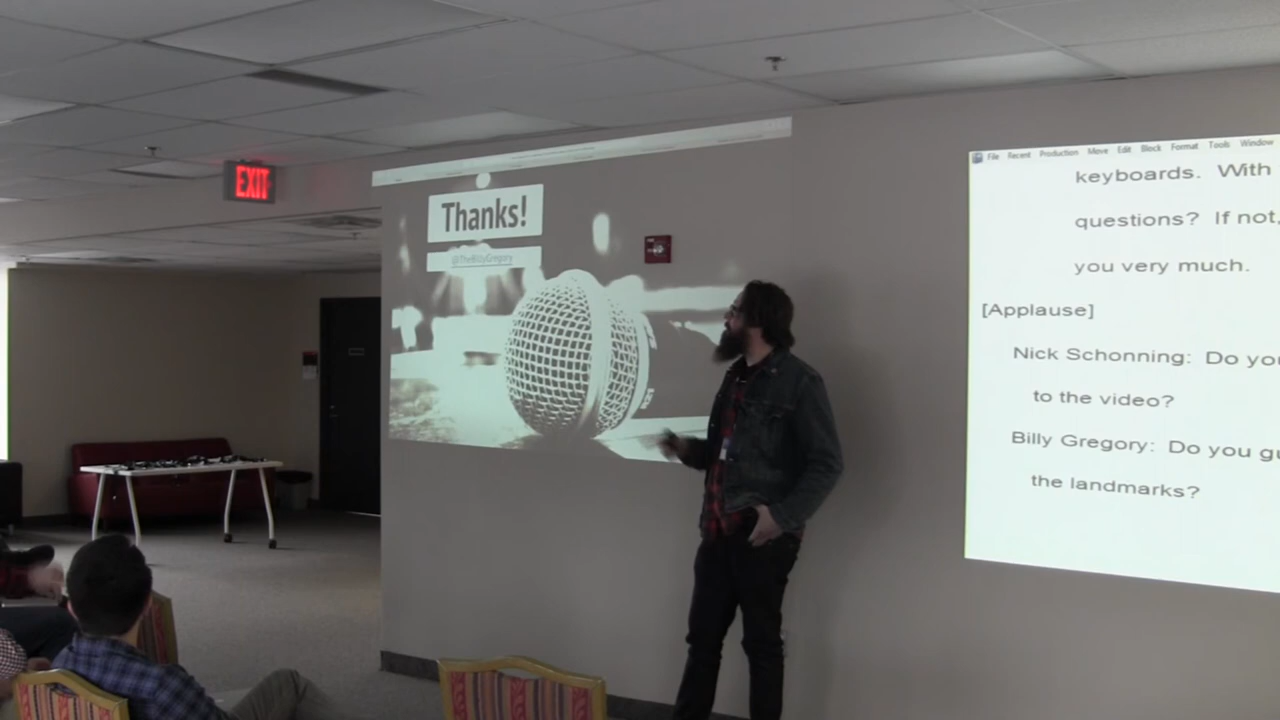 EXIT
Thanks!
@TheBillyGregory
File Recent Production Move Edit Block Format Tools Window
keyboards. With
questions? If not,
you very much.
[Applause]
Nick Schonning: Do you
to the video?
Billy Gregory: Do you gu
the landmarks?